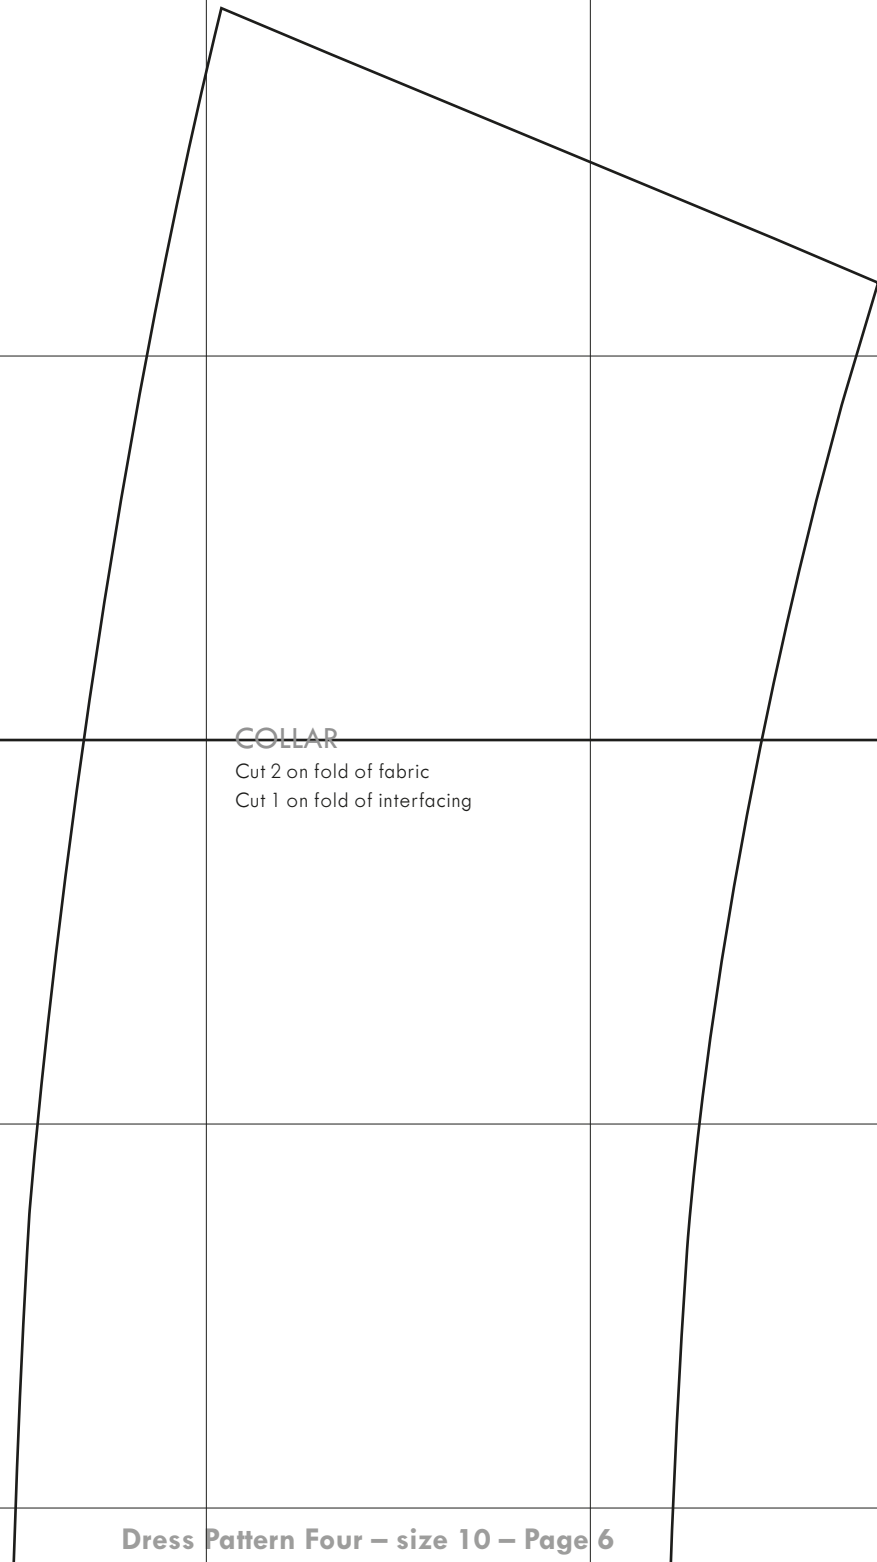 COLLAR
Cut 2 on fold of fabric
Cut 1 on fold of interfacing
Dress Pattern Four – size 10 – Page 6